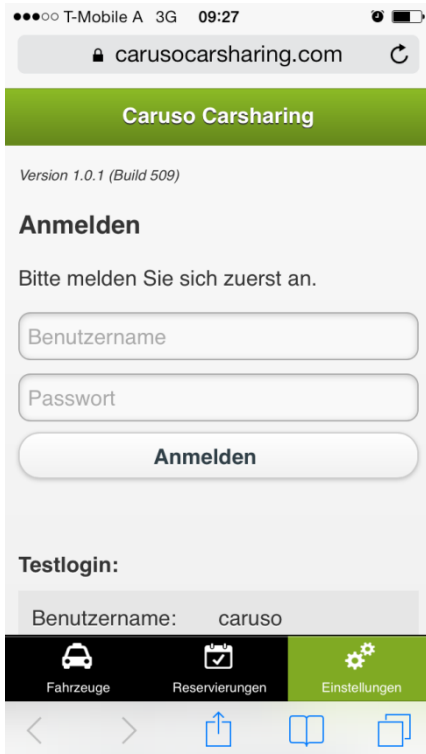 T-Mobile A 3G 09:27
carusocarsharing.com
Caruso Carsharing
Version 1.0.1 (Build 509)
Anmelden
Bitte melden Sie sich zuerst an.
Benutzername
Passwort
Anmelden
Testlogin:
Benutzername: caruso
Fahrzeuge Reservierungen Einstellungen